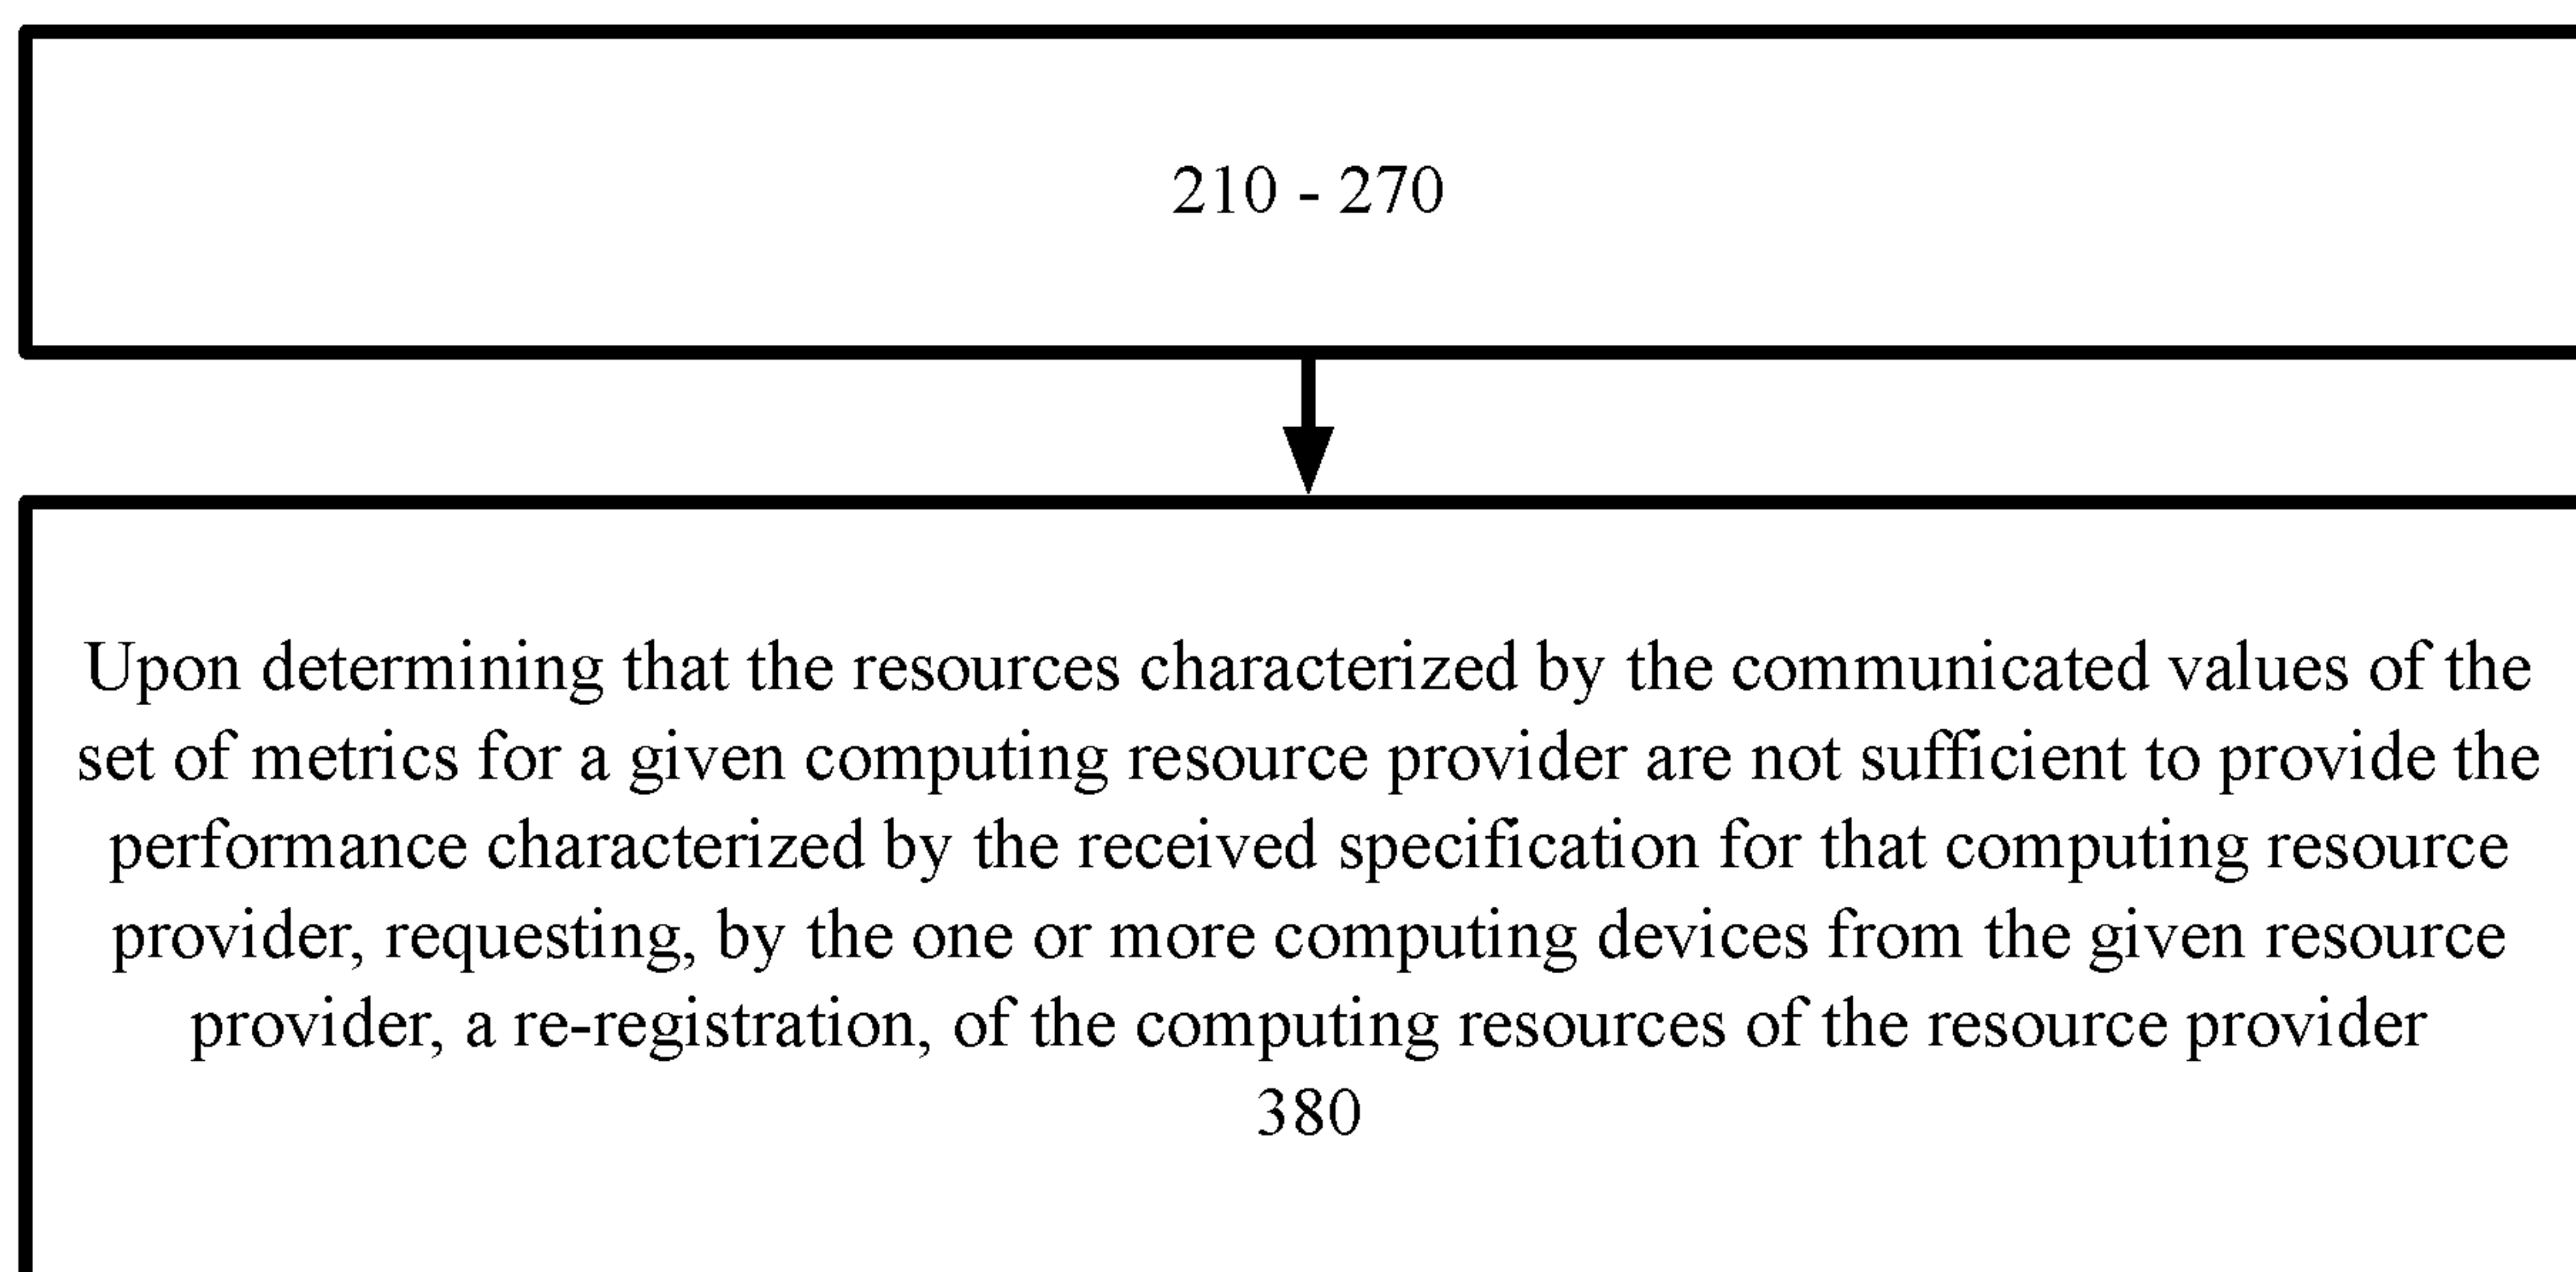 210 - 270
Upon determining that the resources characterized by the communicated values of the
set of metrics for a given computing resource provider are not sufficient to provide the
performance characterized by the received specification for that computing resource
provider, requesting, by the one or more computing devices from the given resource
provider, a re-registration, of the computing resources of the resource provider
380